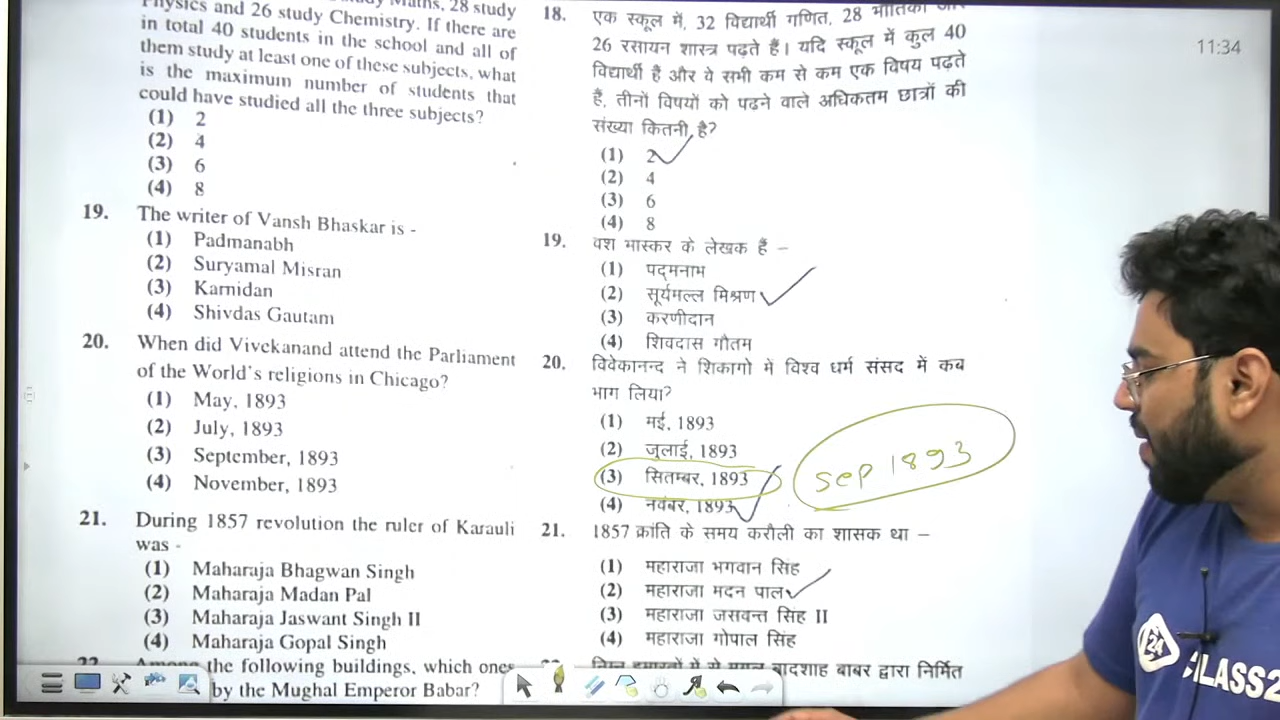 Physics and 26 study Chemistry. If there are
in total 40 students in the school and all of
them study at least one of these subjects, what
is the maximum number of students that
could have studied all the three subjects?
(1) 2
(2) 4
(3) 6
(4) 8
19. The writer of Vansh Bhaskar is -
(1) Padmanabh
(2) Suryamal Misran
(3) Karnidan
(4) Shivdas Gautam
20. When did Vivekanand attend the Parliament
of the World's religions in Chicago?
(1) May, 1893
(2) July, 1893
(3) September, 1893
(4) November, 1893
21. During 1857 revolution the ruler of Karauli
was -
(1) Maharaja Bhagwan Singh
(2) Maharaja Madan Pal
(3) Maharaja Jaswant Singh II
(4) Maharaja Gopal Singh
the following buildings, which ones
by the Mughal Emperor Babar?
18. एक स्कूल में, 32 विद्यार्थी गणित, 28 भौतिकी और
26 रसायन शास्त्र पढ़ते हैं। यदि स्कूल में कुल 40
विद्यार्थी हैं और वे सभी कम से कम एक विषय पढ़ते
हैं, तीनों विषयों को पढने वाले अधिकतम छात्रों की
संख्या कितनी है?
(1) 2
(2) 4
(3) 6
(4) 8
19. वंश भास्कर के लेखक हैं –
(1) पद्मनाभ
(2) सूर्यमल्ल मिश्रण
(3) करणीदान
(4) शिवदास गौतम
20. विवेकानन्द ने शिकागो में विश्व धर्म संसद में कब
भाग लिया?
(1) मई, 1893
(2) जुलाई, 1893
(3) सितम्बर, 1893
(4) नवंबर, 1893
sep 1893
21. 1857 क्रांति के समय करौली का शासक था –
(1) महाराजा भगवान सिंह
(2) महाराजा मदन पाल
(3) महाराजा जसवन्त सिंह II
(4) महाराजा गोपाल सिंह
बादशाह बाबर द्वारा निर्मित
11:34
24
CLASS2